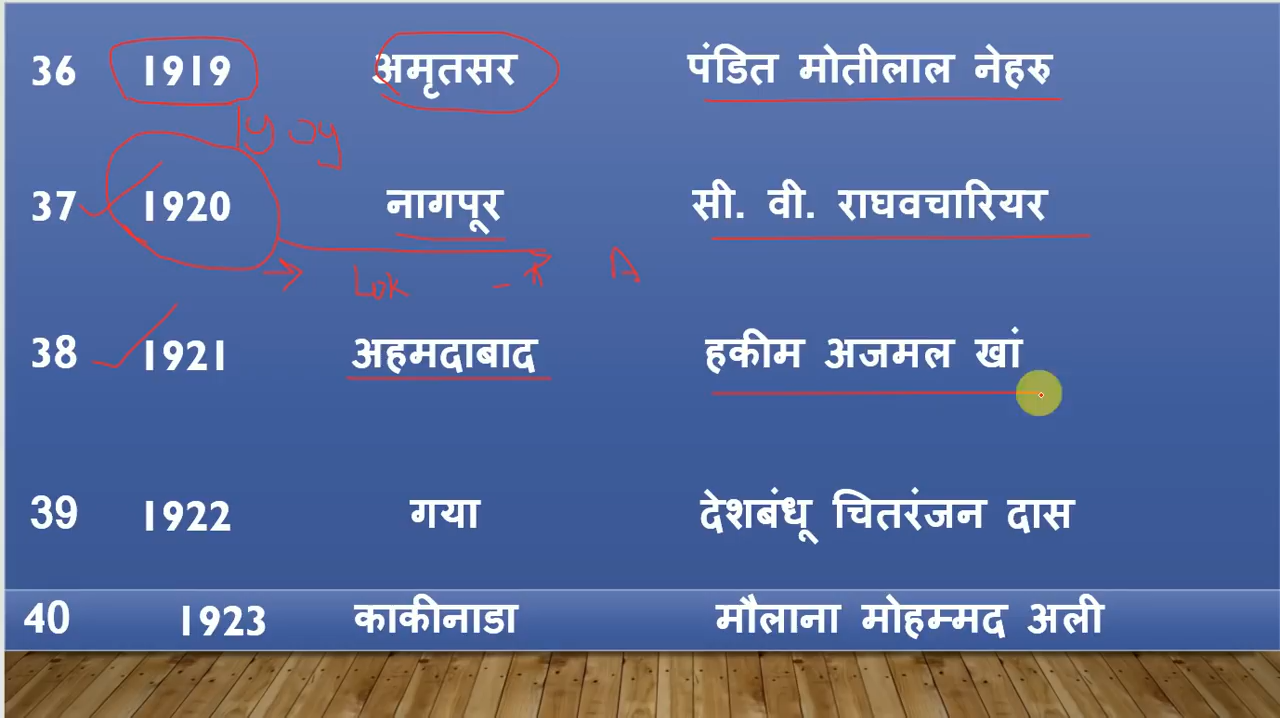 36 1919 अमृतसर पंडित मोतीलाल नेहरु
37 1920 नागपूर सी. वी. राघवचारियर
Lok
A
38 1921 अहमदाबाद हकीम अजमल खां
39 1922 गया देशबंधू चितरंजन दास
40 1923 काकीनाडा मौलाना मोहम्मद अली